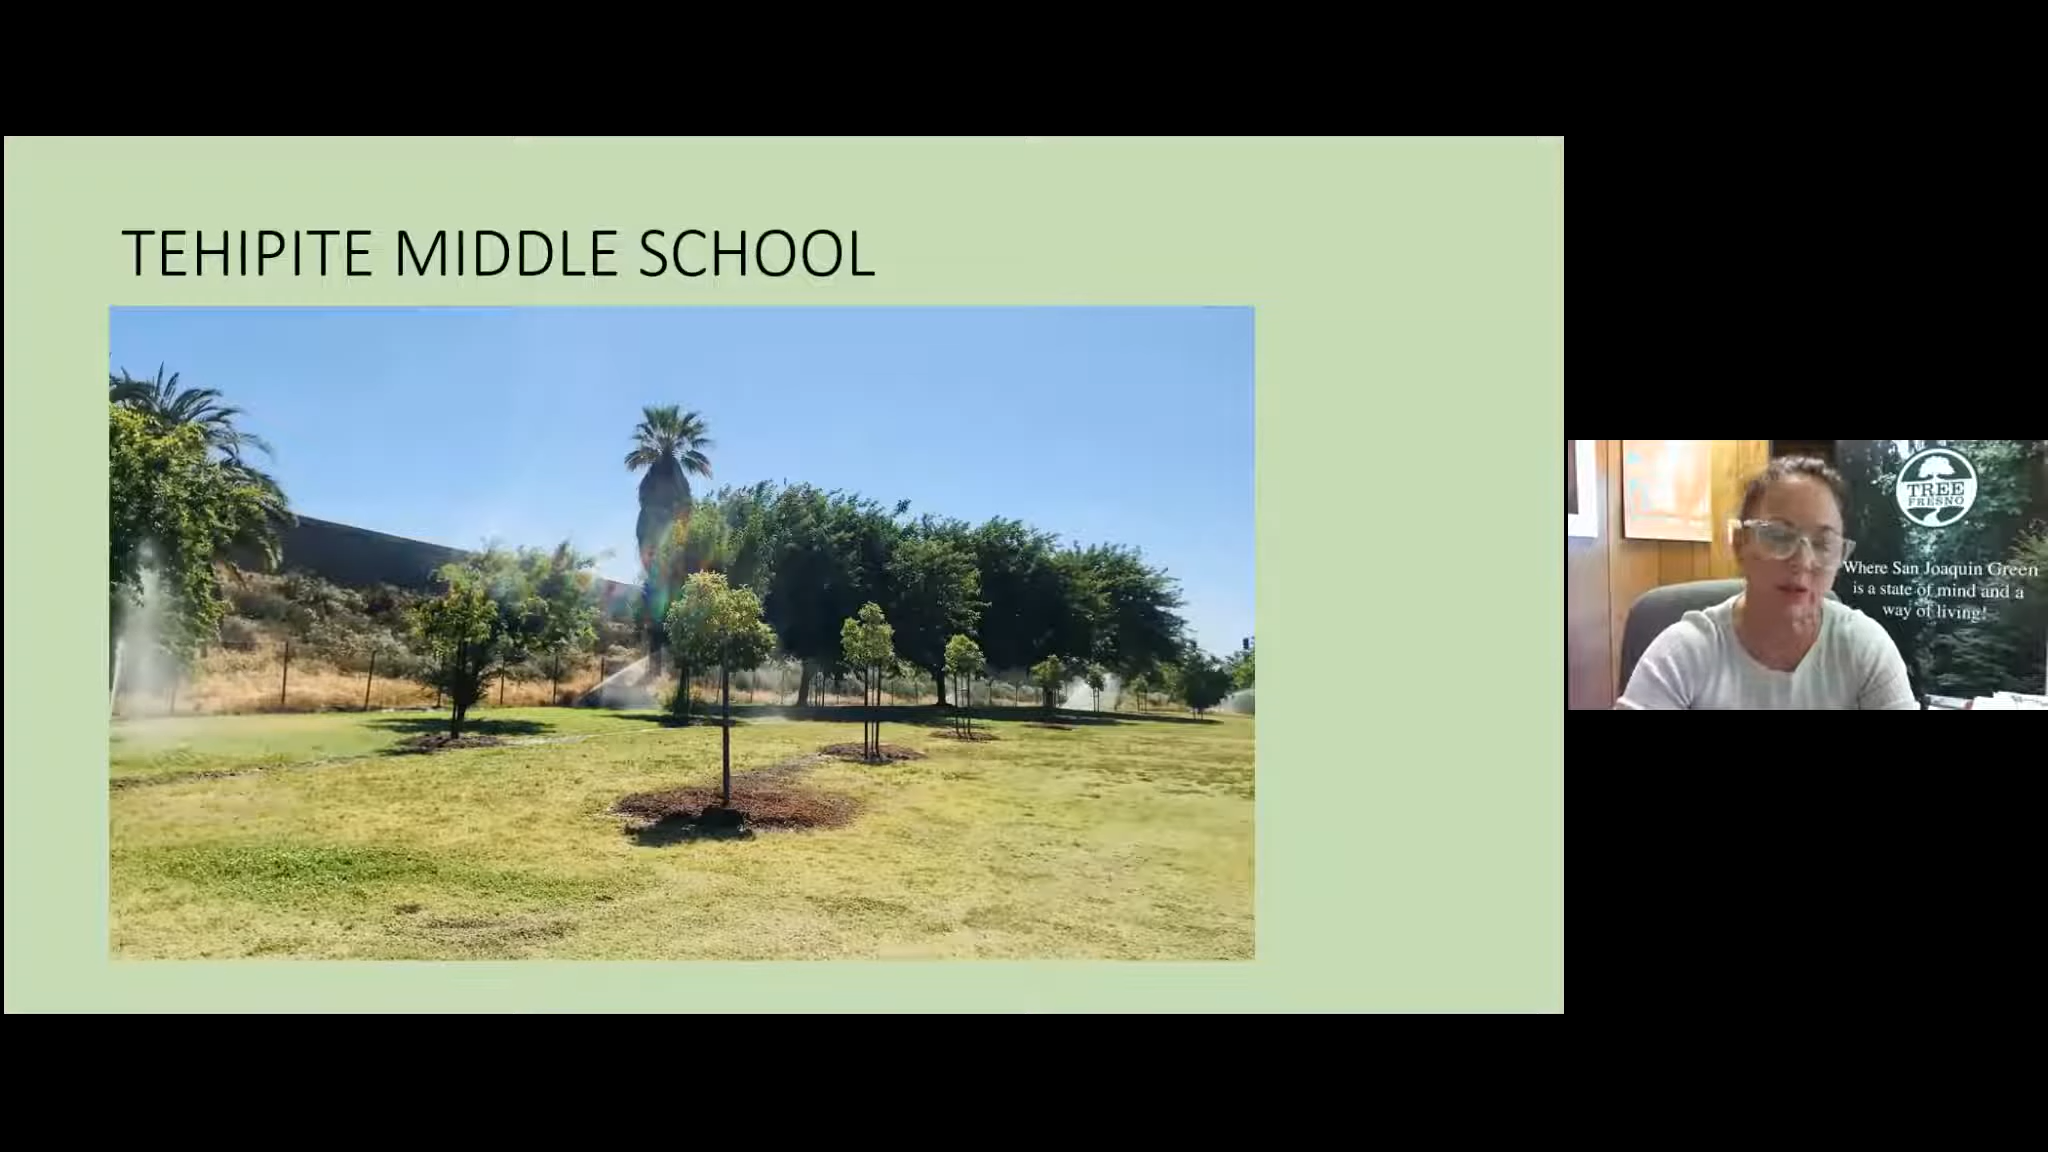 TEHIPITE MIDDLE SCHOOL
TREE
FRESNO
Where San Joaquin Green
is a state of mind and a
way of living!